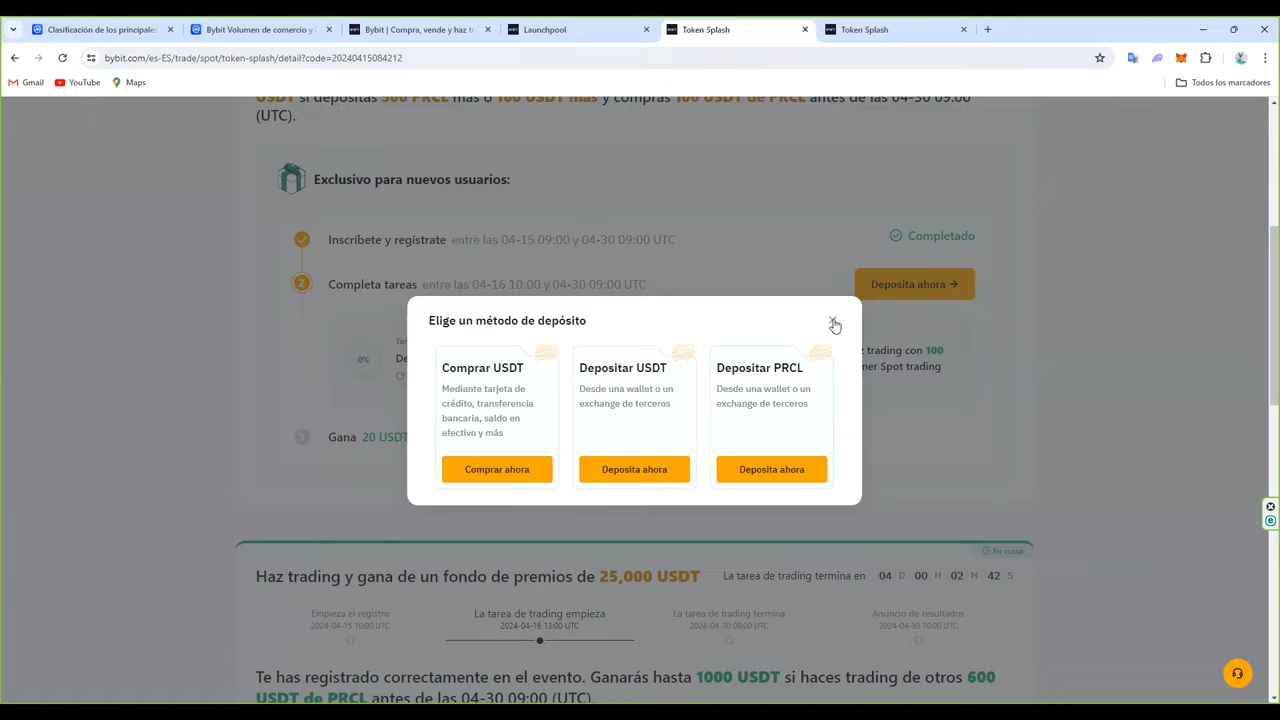 Clasificación de los principales
Bybit Volumen de comercio y
Bybit | Compra, vende y haz tr
Launchpool
Token Splash
Token Splash
bybit.com/es-ES/trade/spot/token-splash/detail?code=20240415084212
Gmail
YouTube
Maps
Todos los marcadores
USDT si depositas 500 PRCL más o 100 USDT más y compras 100 USDT de PRCL antes de las 04-30 09:00
(UTC).
Exclusivo para nuevos usuarios:
Inscríbete y regístrate entre las 04-15 09:00 y 04-30 09:00 UTC
Completado
2 Completa tareas entre las 04-16 10:00 y 04-30 09:00 UTC
Deposita ahora →
Elige un método de depósito
0%
De
z trading con 100
mer Spot trading
Comprar USDT
Mediante tarjeta de
crédito, transferencia
bancaria, saldo en
efectivo y más
Comprar ahora
Depositar USDT
Desde una wallet o un
exchange de terceros
Deposita ahora
Depositar PRCL
Desde una wallet o un
exchange de terceros
Deposita ahora
3 Gana 20 USDT
En curso
Haz trading y gana de un fondo de premios de 25,000 USDT
La tarea de trading termina en 04 D 00 H 02 M 42 S
Empieza el registro
2024-04-15 10:00 UTC
La tarea de trading empieza
2024-04-16 13:00 UTC
La tarea de trading termina
2024-04-30 09:00 UTC
Anuncio de resultados
2024-04-30 10:00 UTC
Te has registrado correctamente en el evento. Ganarás hasta 1000 USDT si haces trading de otros 600
USDT de PRCL antes de las 04-30 09:00 (UTC).